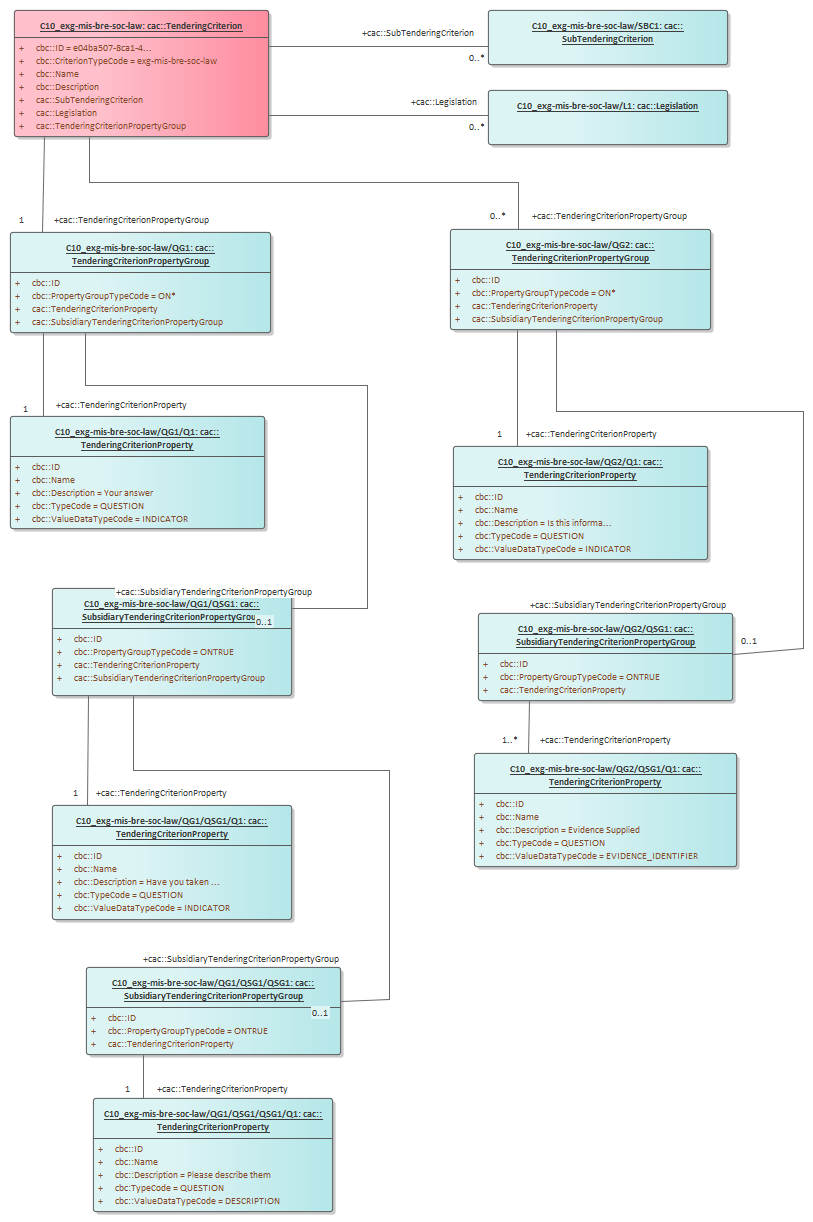 C10_exg-mis-bre-soc-law: cac::TenderingCriterion
+ cbc::ID = e04ba507-8ca1-4...
+ cbc::CriterionTypeCode = exg-mis-bre-soc-law
+ cbc::Name
+ cbc::Description
+ cac::SubTenderingCriterion
+ cac::Legislation
+ cac::TenderingCriterionPropertyGroup
+cac::SubTenderingCriterion
0..*
C10_exg-mis-bre-soc-law/SBC1: cac::
SubTenderingCriterion
+cac::Legislation
0..*
C10_exg-mis-bre-soc-law/L1: cac::Legislation
1
+cac::TenderingCriterionPropertyGroup
C10_exg-mis-bre-soc-law/QG1: cac::
TenderingCriterionPropertyGroup
+ cbc::ID
+ cbc::PropertyGroupTypeCode = ON*
+ cac::TenderingCriterionProperty
+ cac::SubsidiaryTenderingCriterionPropertyGroup
0..*
+cac::TenderingCriterionPropertyGroup
C10_exg-mis-bre-soc-law/QG2: cac::
TenderingCriterionPropertyGroup
+ cbc::ID
+ cbc::PropertyGroupTypeCode = ON*
+ cac::TenderingCriterionProperty
+ cac::SubsidiaryTenderingCriterionPropertyGroup
1
+cac::TenderingCriterionProperty
C10_exg-mis-bre-soc-law/QG1/Q1: cac::
TenderingCriterionProperty
+ cbc::ID
+ cbc::Name
+ cbc::Description = Your answer
+ cbc::TypeCode = QUESTION
+ cbc::ValueDataTypeCode = INDICATOR
1
+cac::TenderingCriterionProperty
C10_exg-mis-bre-soc-law/QG2/Q1: cac::
TenderingCriterionProperty
+ cbc::ID
+ cbc::Name
+ cbc::Description = Is this informa...
+ cbc:TypeCode = QUESTION
+ cbc::ValueDataTypeCode = INDICATOR
+cac::SubsidiaryTenderingCriterionPropertyGroup
C10_exg-mis-bre-soc-law/QG1/QSG1: cac::
SubsidiaryTenderingCriterionPropertyGrou
0..1
+ cbc::ID
+ cbc::PropertyGroupTypeCode = ONTRUE
+ cac::TenderingCriterionProperty
+ cac::SubsidiaryTenderingCriterionPropertyGroup
+cac::SubsidiaryTenderingCriterionPropertyGroup
0..1
C10_exg-mis-bre-soc-law/QG2/QSG1: cac::
SubsidiaryTenderingCriterionPropertyGroup
+ cbc::ID
+ cbc::PropertyGroupTypeCode = ONTRUE
+ cac::TenderingCriterionProperty
1..*
+cac::TenderingCriterionProperty
C10_exg-mis-bre-soc-law/QG2/QSG1/Q1: cac::
TenderingCriterionProperty
+ cbc::ID
+ cbc::Name
+ cbc::Description = Evidence Supplied
+ cbc:TypeCode = QUESTION
+ cbc::ValueDataTypeCode = EVIDENCE_IDENTIFIER
1
+cac::TenderingCriterionProperty
C10_exg-mis-bre-soc-law/QG1/QSG1/Q1: cac::
TenderingCriterionProperty
+ cbc::ID
+ cbc::Name
+ cbc::Description = Have you taken ...
+ cbc:TypeCode = QUESTION
+ cbc::ValueDataTypeCode = INDICATOR
+cac::SubsidiaryTenderingCriterionPropertyGroup
C10_exg-mis-bre-soc-law/QG1/QSG1/QSG1: cac::
SubsidiaryTenderingCriterionPropertyGroup
0..1
+ cbc::ID
+ cbc::PropertyGroupTypeCode = ONTRUE
+ cac::TenderingCriterionProperty
1
+cac::TenderingCriterionProperty
C10_exg-mis-bre-soc-law/QG1/QSG1/QSG1/Q1: cac::
TenderingCriterionProperty
+ cbc::ID
+ cbc::Name
+ cbc::Description = Please describe them
+ cbc:TypeCode = QUESTION
+ cbc::ValueDataTypeCode = DESCRIPTION